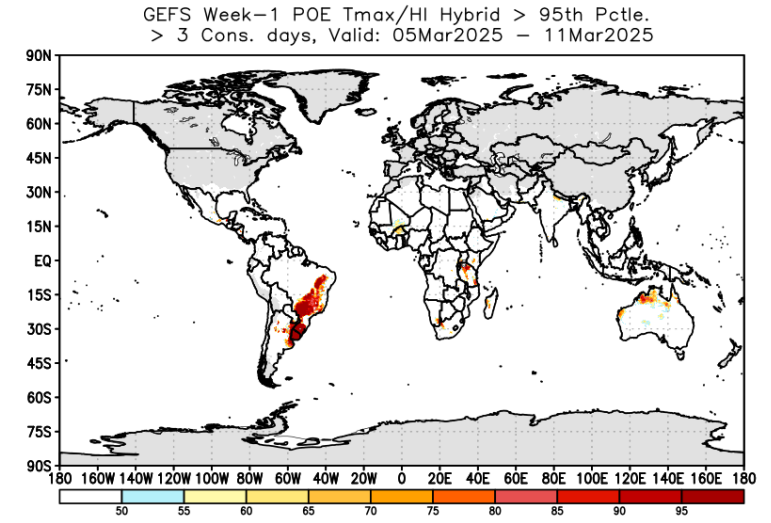 GEFS Week-1 POE Tmax/HI Hybrid > 95th Pctle.
> 3 Cons. days, Valid: 05Mar2025 - 11Mar2025
90N
75N
60N
45N
30N
15N
EQ
15S
30S
45S
60S
75S
90S
180 160W 140W 120W 100W 80W 60W 40W 20W 0 20E 40E 60E 80E 100E 120E 140E 160E 180
50 55 60 65 70 75 80 85 90 95